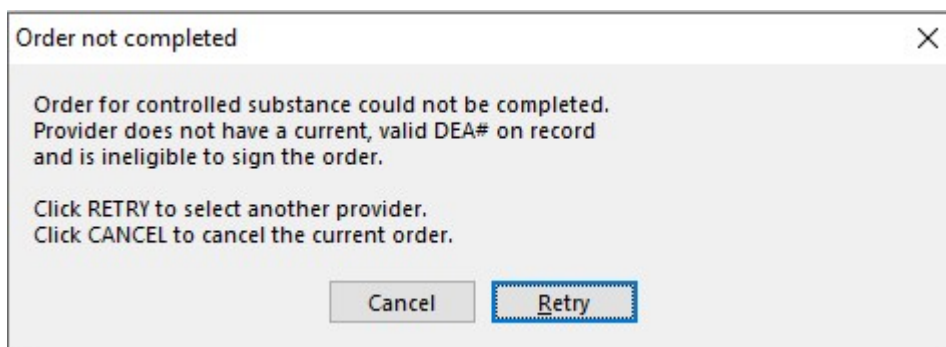 Order not completed
Order for controlled substance could not be completed.
Provider does not have a current, valid DEA# on record
and is ineligible to sign the order.
Click RETRY to select another provider.
Click CANCEL to cancel the current order.
Cancel Retry